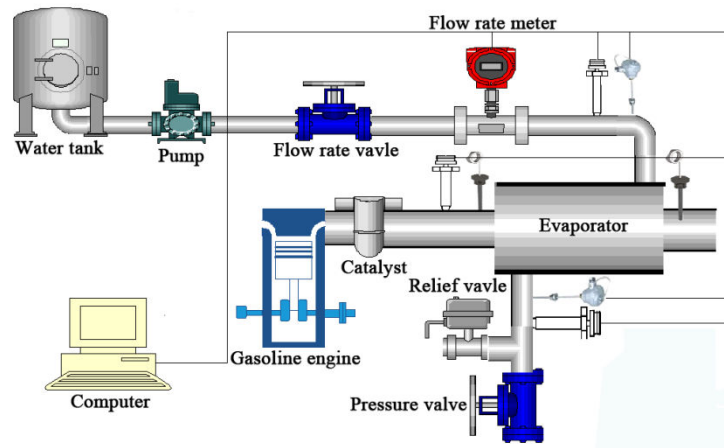 Flow rate meter
Water tank
Pump
Flow rate vavle
Evaporator
Catalyst
Relief vavle
Gasoline engine
Computer
Pressure valve